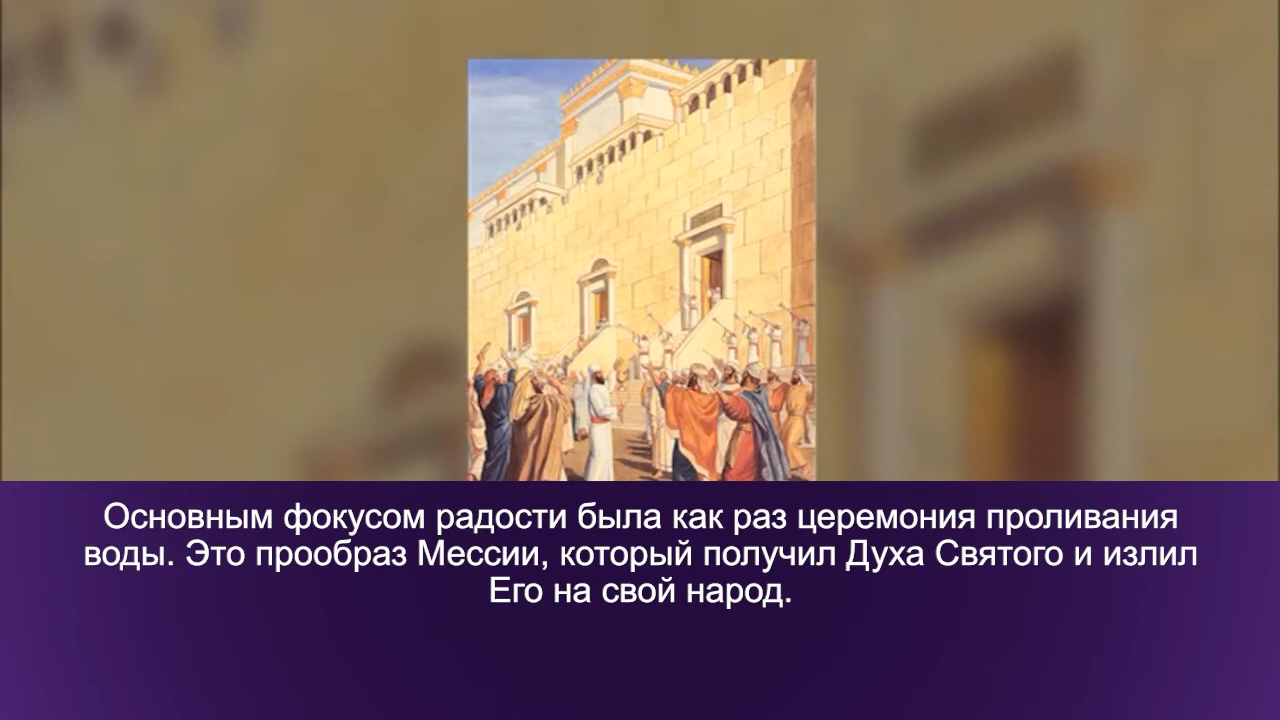 Основным фокусом радости была как раз церемония проливания
воды. Это прообраз Мессии, который получил Духа Святого и излил
Его на свой народ.